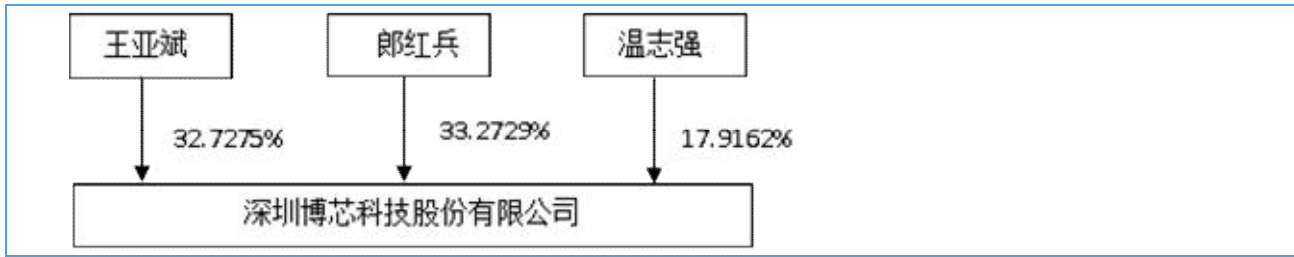 王亚斌
郎红兵
温志强
32.7275%
33.2729%
17.9162%
深圳博芯科技股份有限公司